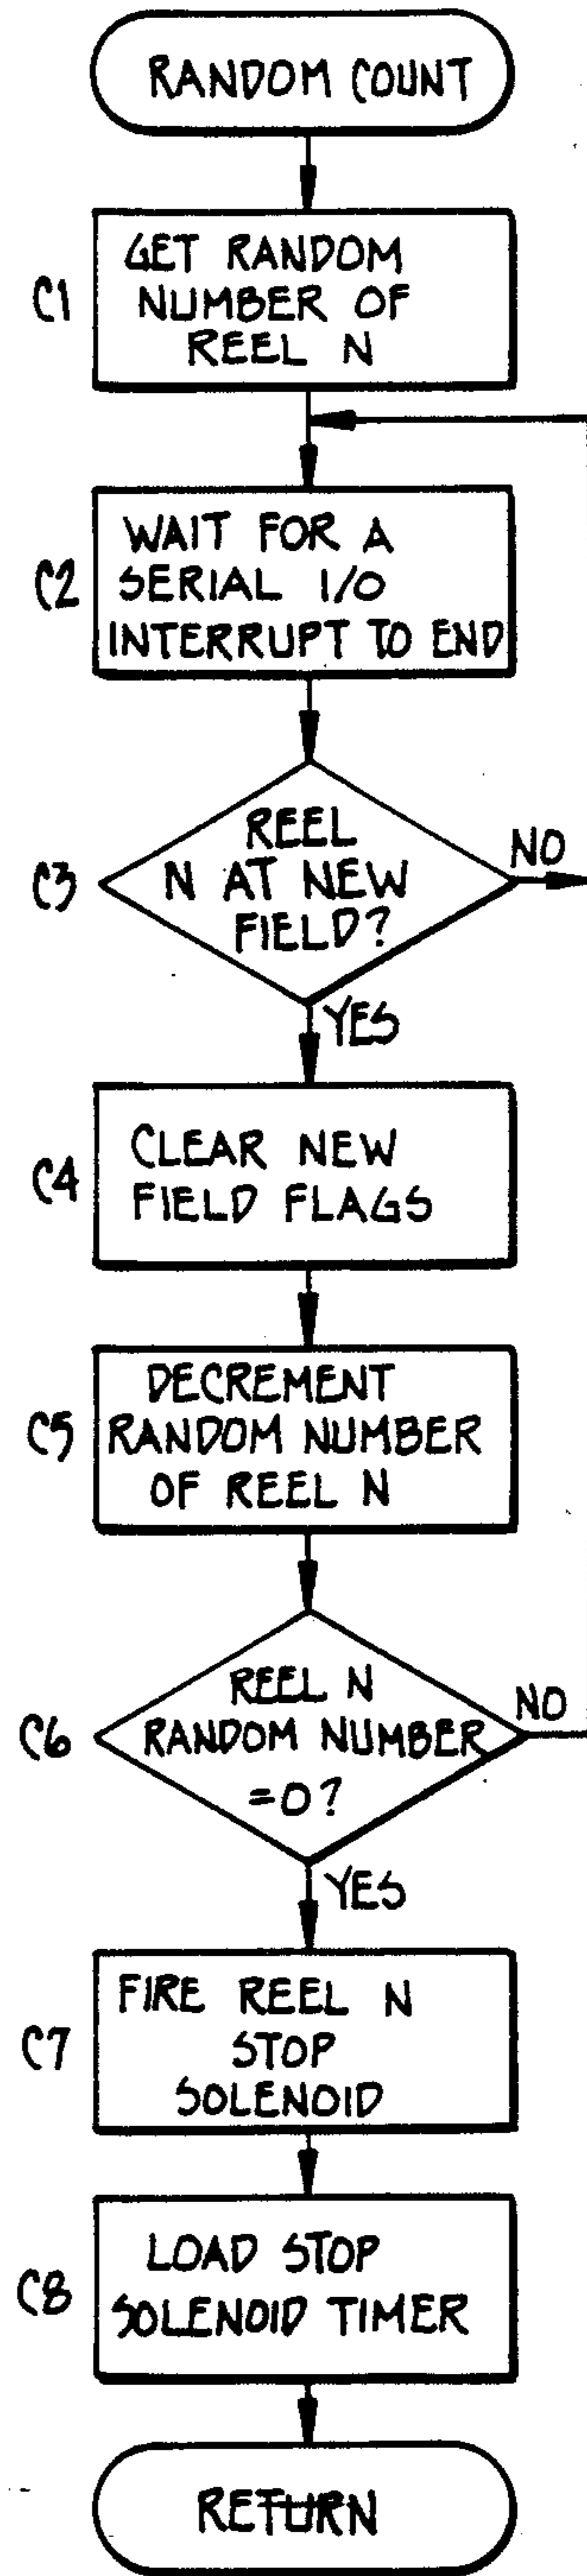 RANDOM COUNT
C1
GET RANDOM
NUMBER OF
REEL N
C2
WAIT FOR A
SERIAL I/O
INTERRUPT TO END
C3
REEL
N AT NEW
FIELD?
NO
YES
C4
CLEAR NEW
FIELD FLAGS
C5
DECREMENT
RANDOM NUMBER
OF REEL N
C6
REEL N
RANDOM NUMBER
=0?
NO
YES
C7
FIRE REEL N
STOP
SOLENOID
C8
LOAD STOP
SOLENOID TIMER
RETURN